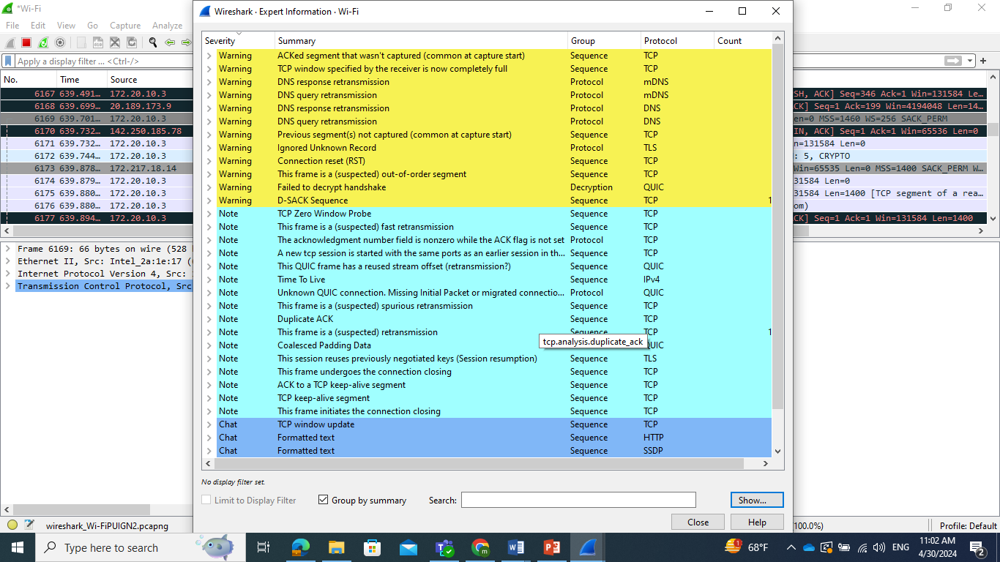 *Wi-Fi
File Edit View Go Capture Analyze
Apply a display filter ... <Ctrl-/>
No. Time Source
6167 639.491… 172.20.10.3
6168 639.699… 20.189.173.9
6169 639.701… 172.20.10.3
6170 639.732… 142.250.185.78
6171 639.732… 172.20.10.3
6172 639.744… 172.20.10.3
6173 639.878… 172.217.18.14
6174 639.879… 172.20.10.3
6175 639.880… 172.20.10.3
6176 639.880… 172.20.10.3
6177 639.894… 172.20.10.3
Frame 6169: 66 bytes on wire (528
Ethernet II, Src: Intel_2a:1e:17 (
Internet Protocol Version 4, Src:
Transmission Control Protocol, Src
Wireshark · Expert Information · Wi-Fi
Severity Summary Group Protocol Count
Warning ACKed segment that wasn't captured (common at capture start) Sequence TCP
Warning TCP window specified by the receiver is now completely full Sequence TCP
Warning DNS response retransmission Protocol mDNS
Warning DNS query retransmission Protocol mDNS
Warning DNS response retransmission Protocol DNS
Warning DNS query retransmission Protocol DNS
Warning Previous segment(s) not captured (common at capture start) Sequence TCP
Warning Ignored Unknown Record Protocol TLS
Warning Connection reset (RST) Sequence TCP
Warning This frame is a (suspected) out-of-order segment Sequence TCP
Warning Failed to decrypt handshake Decryption QUIC
Warning D-SACK Sequence Sequence TCP 1
Note TCP Zero Window Probe Sequence TCP
Note This frame is a (suspected) fast retransmission Sequence TCP
Note The acknowledgment number field is nonzero while the ACK flag is not set Protocol TCP
Note A new tcp session is started with the same ports as an earlier session in th... Sequence TCP
Note This QUIC frame has a reused stream offset (retransmission?) Sequence QUIC
Note Time To Live Sequence IPv4
Note Unknown QUIC connection. Missing Initial Packet or migrated connectio... Protocol QUIC
Note This frame is a (suspected) spurious retransmission Sequence TCP
Note Duplicate ACK Sequence TCP
Note This frame is a (suspected) retransmission Sequence TCP 1
tcp.analysis.duplicate_ack
Note Coalesced Padding Data QUIC
Note This session reuses previously negotiated keys (Session resumption) Sequence TLS
Note This frame undergoes the connection closing Sequence TCP
Note ACK to a TCP keep-alive segment Sequence TCP
Note TCP keep-alive segment Sequence TCP
Note This frame initiates the connection closing Sequence TCP
Chat TCP window update Sequence TCP
Chat Formatted text Sequence HTTP
Chat Formatted text Sequence SSDP
No display filter set.
Limit to Display Filter Group by summary Search: Show...
Close Help
SH, ACK] Seq=346 Ack=1 Win=131584 Le…
CK] Seq=1 Ack=199 Win=4194048 Len=14…
en=0 MSS=1460 WS=256 SACK_PERM
IN, ACK] Seq=1 Ack=1 Win=65536 Len=0
n=131584 Len=0
: 5, CRYPTO
Win=65535 Len=0 MSS=1400 SACK_PERM W…
31584 Len=0
31584 Len=1400 [TCP segment of a rea…
om)
CK] Seq=1 Ack=1 Win=131584 Len=1400
wireshark_Wi-FiPUIGN2.pcapng
100.0%) Profile: Default
Type here to search
68°F
ENG
11:02 AM
4/30/2024
2